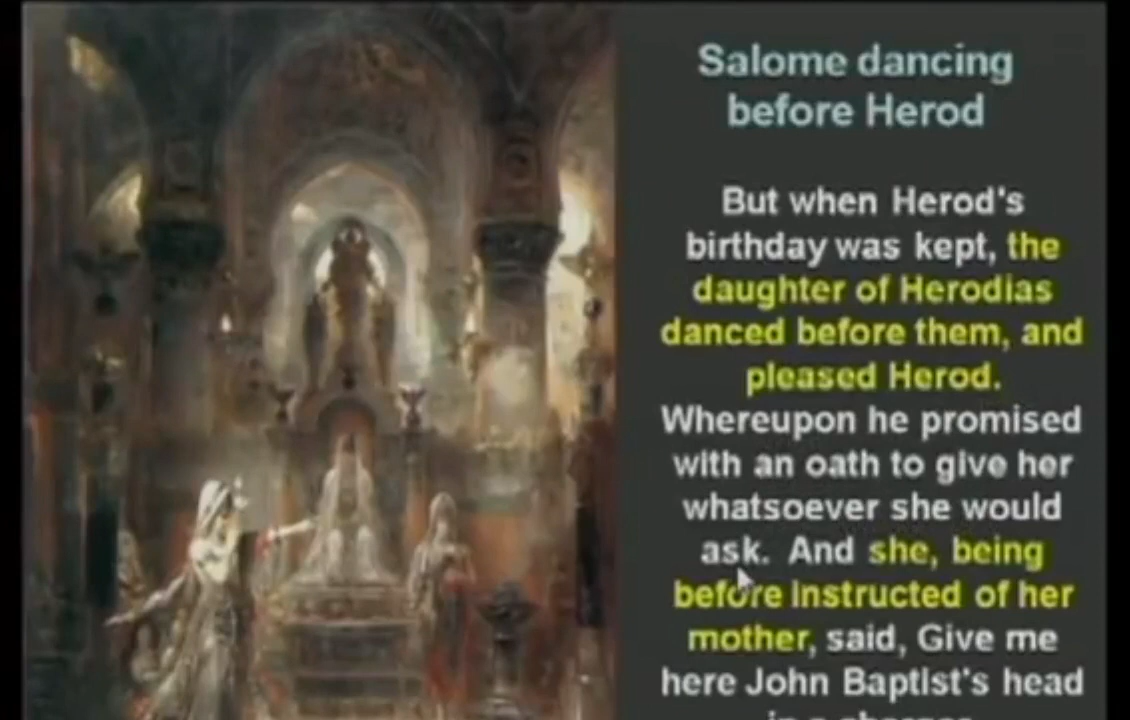 Salome dancing
before Herod
But when Herod's
birthday was kept, the
daughter of Herodias
danced before them, and
pleased Herod.
Whereupon he promised
with an oath to give her
whatsoever she would
ask. And she, being
before instructed of her
mother, said, Give me
here John Baptist's head